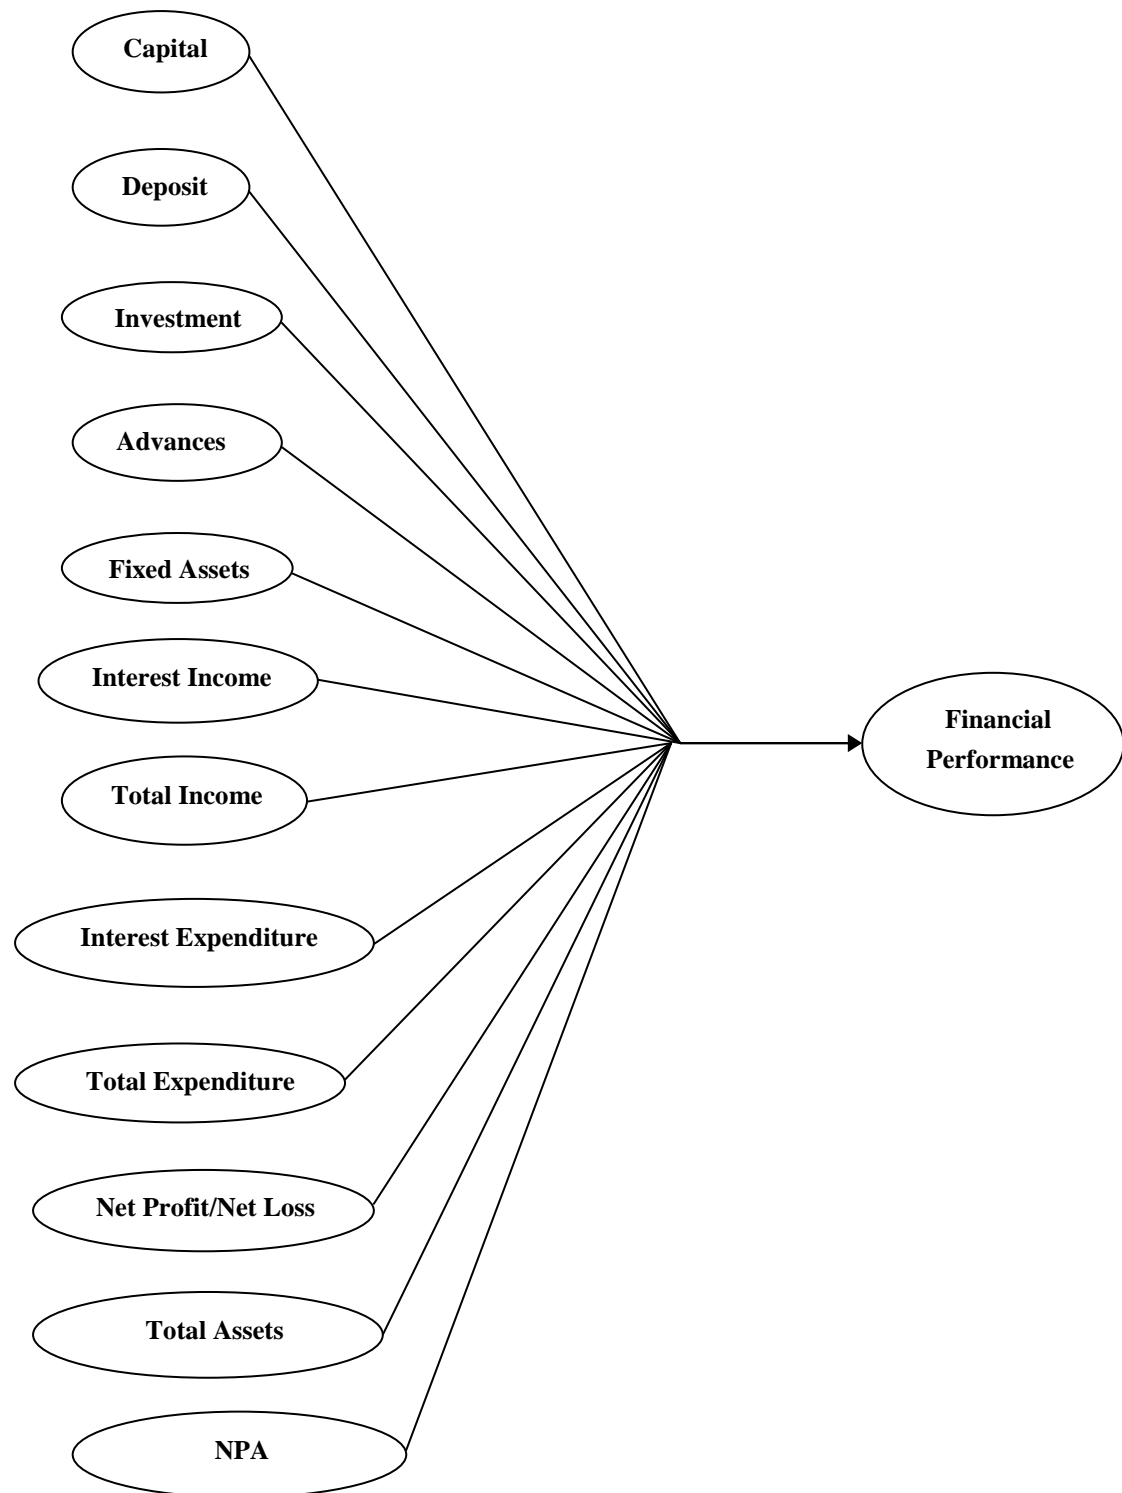 Capital
Deposit
Investment
Advances
Fixed Assets
Interest Income
Total Income
Interest Expenditure
Total Expenditure
Net Profit/Net Loss
Total Assets
NPA
Financial
Performance